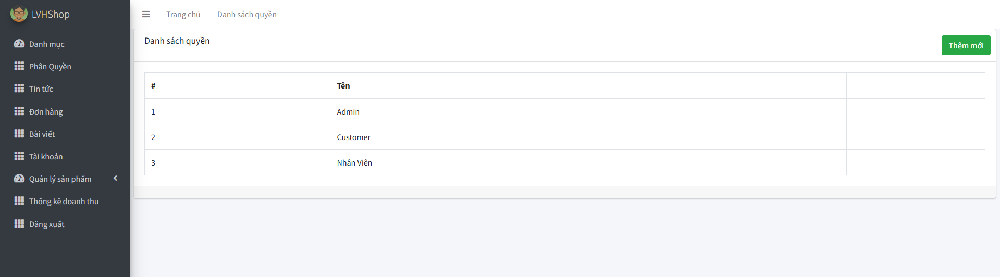 LVHShop
Danh mục
Phân Quyền
Tin tức
Đơn hàng
Bài viết
Tài khoản
Quản lý sản phẩm
Thống kê doanh thu
Đăng xuất
Trang chủ Danh sách quyền
Danh sách quyền
Thêm mới
# Tên
1 Admin
2 Customer
3 Nhân Viên